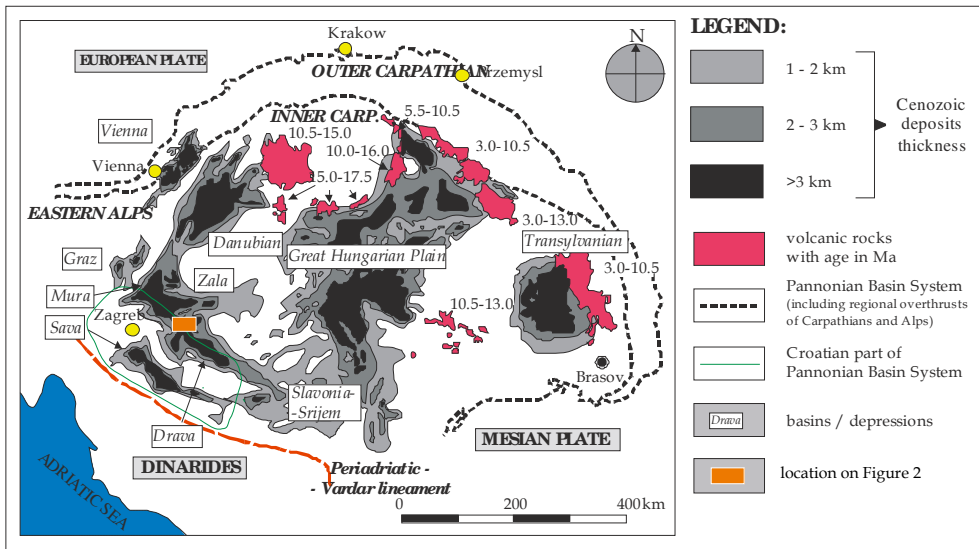 Krakow
EUROPEAN PLATE
OUTER CARPATHIAN
Przemysl
N
INNER CARP.
5.5-10.5
Vienna
10.5-15.0
10.0-16.0
3.0-10.5
Vienna
15.0-17.5
EASTERN ALPS
3.0-13.0
Danubian
Transylvanian
Graz
Great Hungarian Plain
3.0-10.5
Zala
Mura
Zagreb
10.5-13.0
Sava
Brasov
Slavonia-
-Srijem
Drava
MESIAN PLATE
DINARIDES
Periadriatic -
- Vardar lineament
ADRIATIC SEA
0 200 400 km
LEGEND:
1 - 2 km
2 - 3 km
>3 km
Cenozoic
deposits
thickness
volcanic rocks
with age in Ma
Pannonian Basin System
(including regional overthrusts
of Carpathians and Alps)
Croatian part of
Pannonian Basin System
Drava
basins / depressions
location on Figure 2